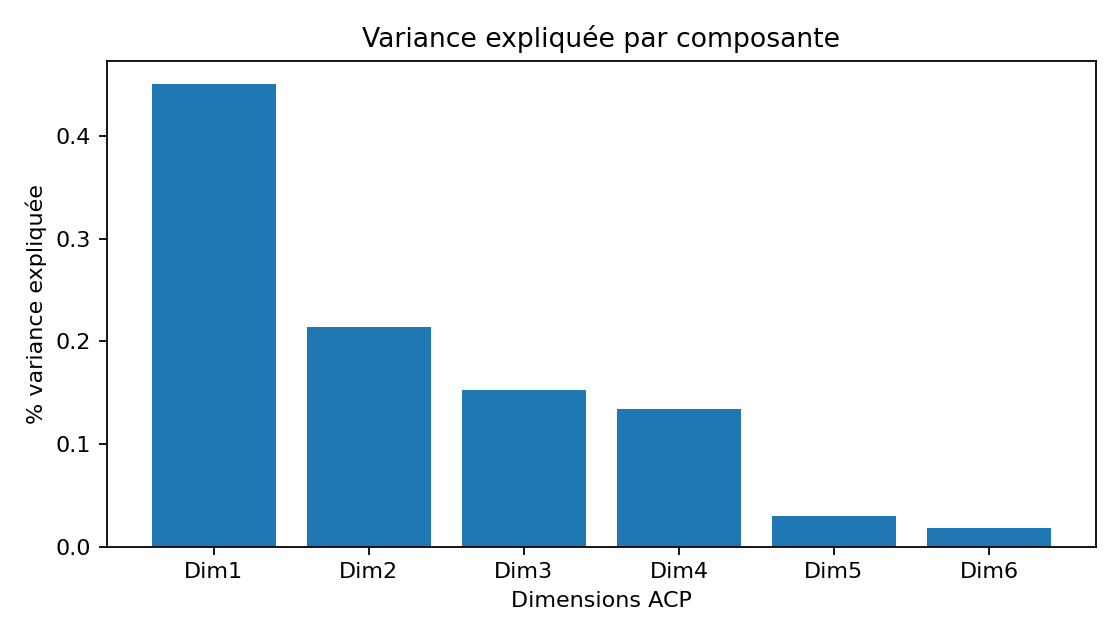 Variance expliquée par composante
% variance expliquée
0.4
0.3
0.2
0.1
0.0
Dim1 Dim2 Dim3 Dim4 Dim5 Dim6
Dimensions ACP